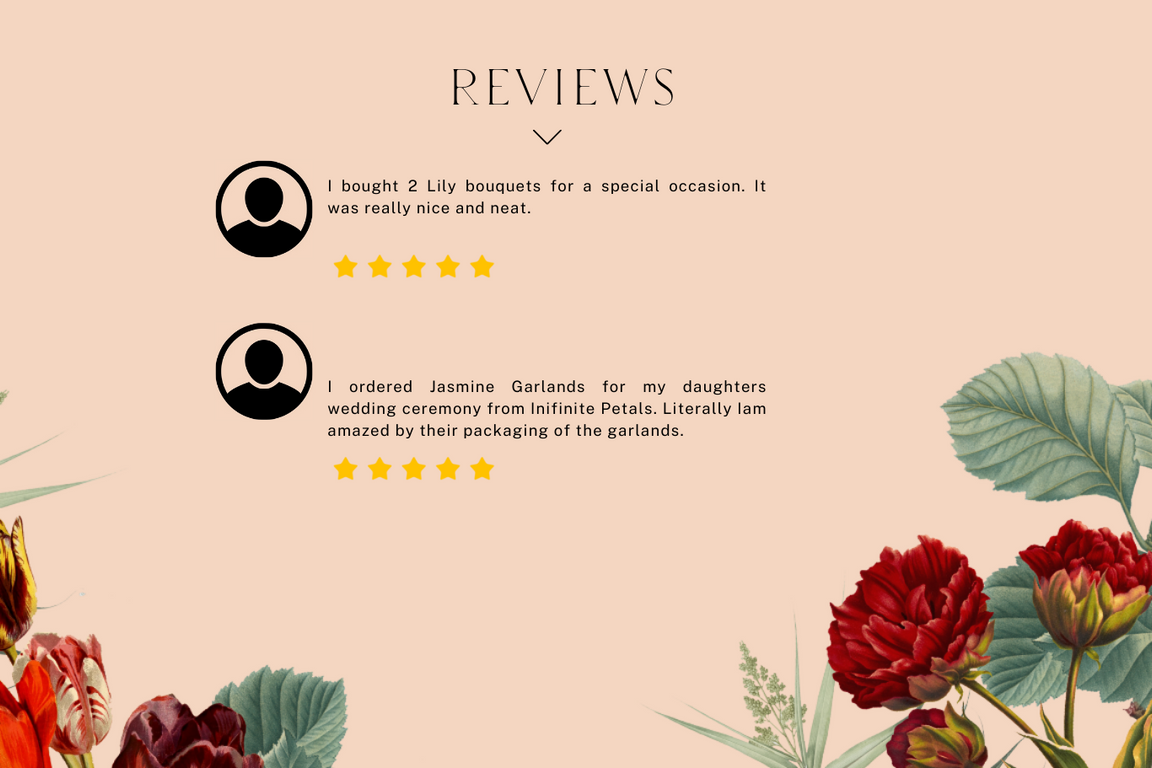 REVIEWS
I bought 2 Lily bouquets for a special occasion. It
was really nice and neat.
I ordered Jasmine Garlands for my daughters
wedding ceremony from Inifinite Petals. Literally Iam
amazed by their packaging of the garlands.